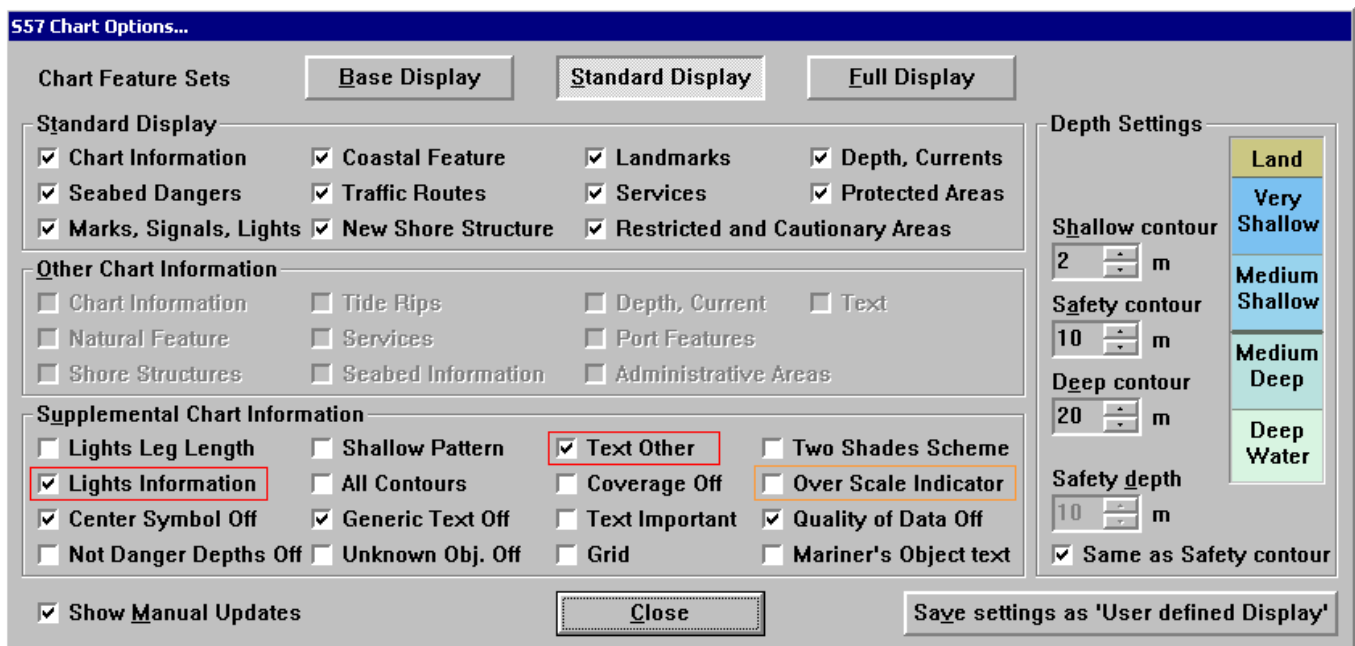 S57 Chart Options...
Chart Feature Sets Base Display Standard Display Full Display
Standard Display
Chart Information Coastal Feature Landmarks Depth, Currents
Seabed Dangers Traffic Routes Services Protected Areas
Marks, Signals, Lights New Shore Structure Restricted and Cautionary Areas
Other Chart Information
Chart Information Tide Rips Depth, Current Text
Natural Feature Services Port Features
Shore Structures Seabed Information Administrative Areas
Supplemental Chart Information
Lights Leg Length Shallow Pattern Text Other Two Shades Scheme
Lights Information All Contours Coverage Off Over Scale Indicator
Center Symbol Off Generic Text Off Text Important Quality of Data Off
Not Danger Depths Off Unknown Obj. Off Grid Mariner's Object text
Show Manual Updates Close Save settings as 'User defined Display'
Depth Settings
Shallow contour
2 m
Safety contour
10 m
Deep contour
20 m
Safety depth
10 m
Same as Safety contour
Land
Very
Shallow
Medium
Shallow
Medium
Deep
Deep
Water